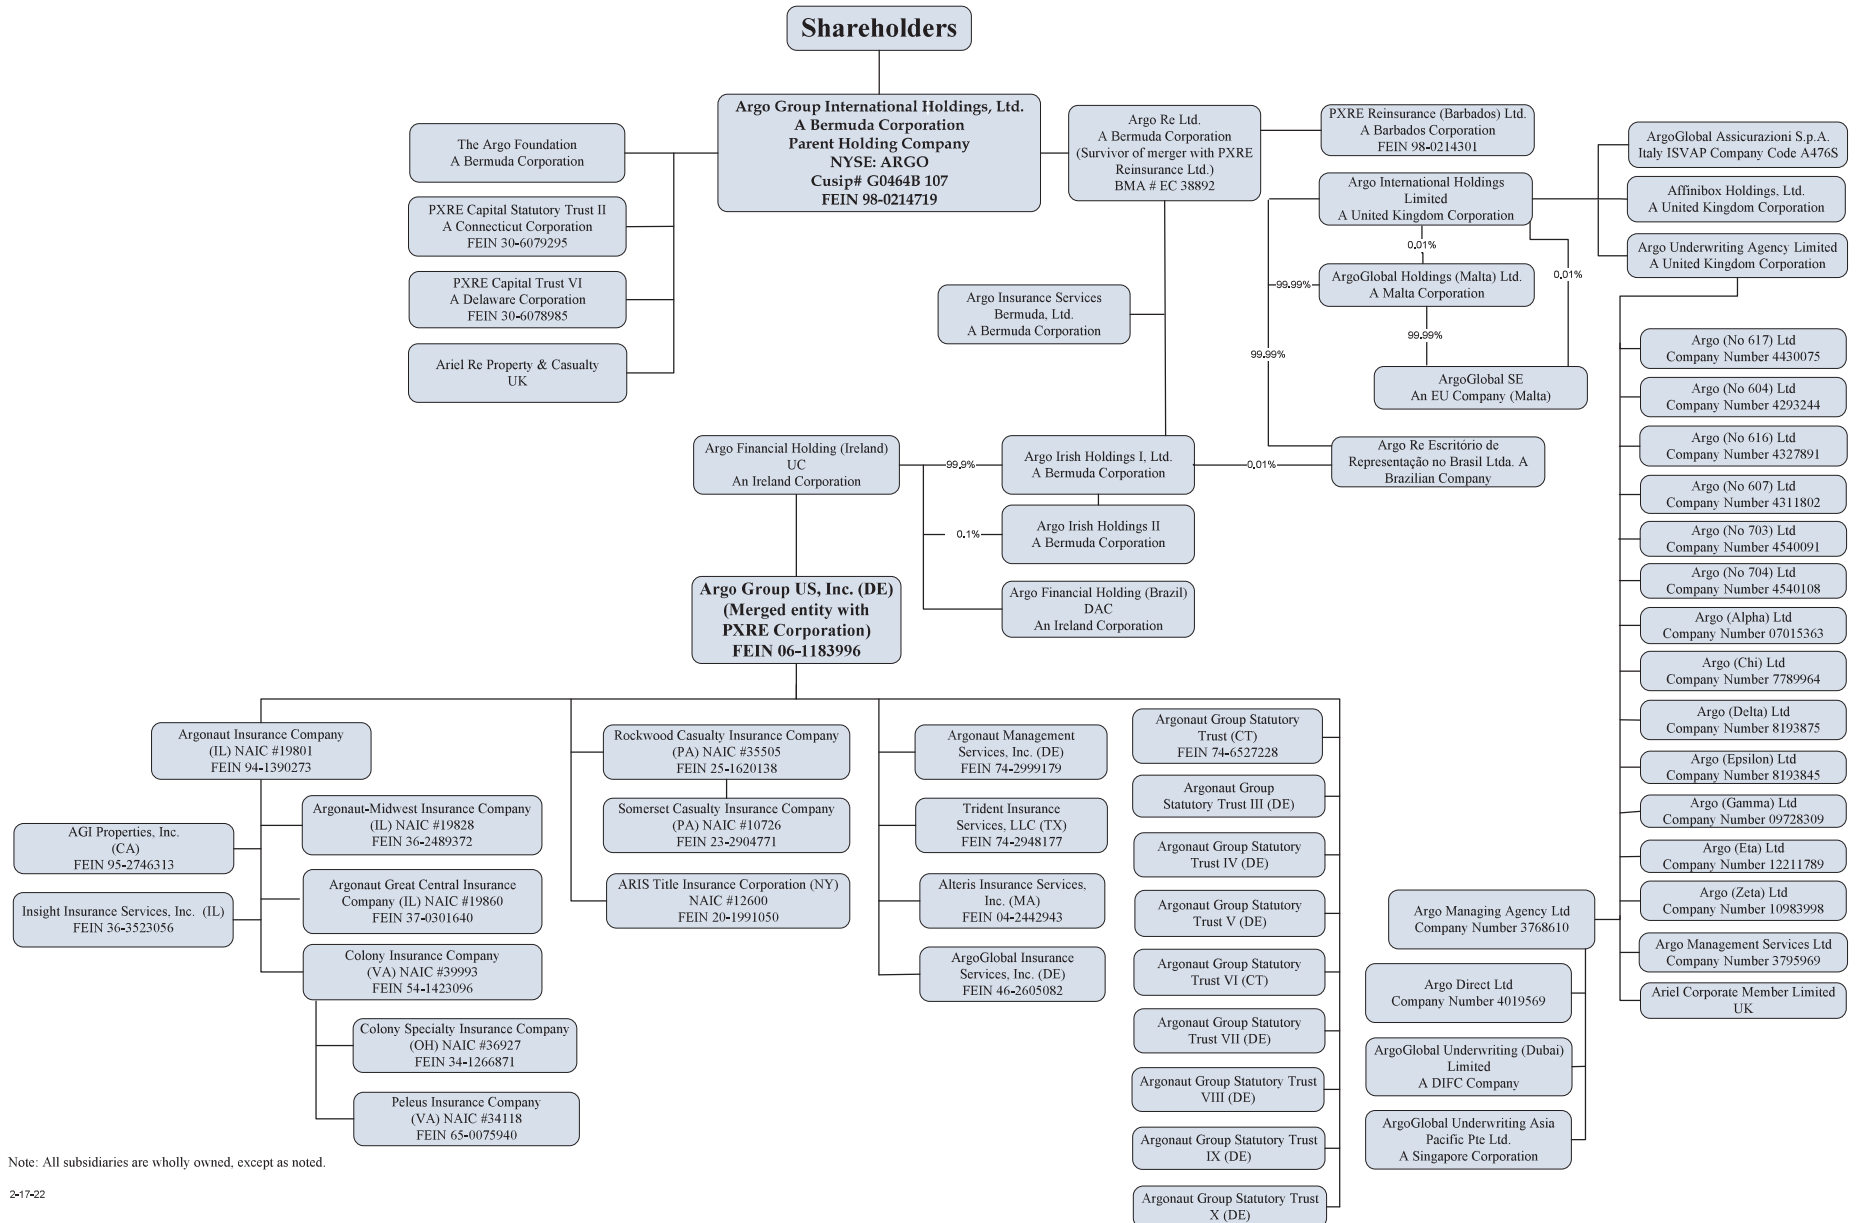 Shareholders
Argo Group International Holdings, Ltd.
A Bermuda Corporation
Parent Holding Company
NYSE: ARGO
Cusip# G0464B 107
FEIN 98-0214719
The Argo Foundation
A Bermuda Corporation
PXRE Capital Statutory Trust II
A Connecticut Corporation
FEIN 30-6079295
PXRE Capital Trust VI
A Delaware Corporation
FEIN 30-6078985
Ariel Re Property & Casualty
UK
Argo Re Ltd.
A Bermuda Corporation
(Survivor of merger with PXRE
Reinsurance Ltd.)
BMA # EC 38892
PXRE Reinsurance (Barbados) Ltd.
A Barbados Corporation
FEIN 98-0214301
Argo International Holdings
Limited
A United Kingdom Corporation
ArgoGlobal Assicurazioni S.p.A.
Italy ISVAP Company Code A476S
Affinibox Holdings, Ltd.
A United Kingdom Corporation
Argo Underwriting Agency Limited
A United Kingdom Corporation
0.01%
0.01%
ArgoGlobal Holdings (Malta) Ltd.
A Malta Corporation
99.99%
99.99%
99.99%
ArgoGlobal SE
An EU Company (Malta)
Argo Insurance Services
Bermuda, Ltd.
A Bermuda Corporation
Argo Financial Holding (Ireland)
UC
An Ireland Corporation
99.9%
Argo Irish Holdings I, Ltd.
A Bermuda Corporation
0.01%
Argo Re Escritório de
Representação no Brasil Ltda. A
Brazilian Company
0.1%
Argo Irish Holdings II
A Bermuda Corporation
Argo Financial Holding (Brazil)
DAC
An Ireland Corporation
Argo Group US, Inc. (DE)
(Merged entity with
PXRE Corporation)
FEIN 06-1183996
Argonaut Insurance Company
(IL) NAIC #19801
FEIN 94-1390273
AGI Properties, Inc.
(CA)
FEIN 95-2746313
Insight Insurance Services, Inc. (IL)
FEIN 36-3523056
Argonaut-Midwest Insurance Company
(IL) NAIC #19828
FEIN 36-2489372
Argonaut Great Central Insurance
Company (IL) NAIC #19860
FEIN 37-0301640
Colony Insurance Company
(VA) NAIC #39993
FEIN 54-1423096
Colony Specialty Insurance Company
(OH) NAIC #36927
FEIN 34-1266871
Peleus Insurance Company
(VA) NAIC #34118
FEIN 65-0075940
Rockwood Casualty Insurance Company
(PA) NAIC #35505
FEIN 25-1620138
Somerset Casualty Insurance Company
(PA) NAIC #10726
FEIN 23-2904771
ARIS Title Insurance Corporation (NY)
NAIC #12600
FEIN 20-1991050
Argonaut Management
Services, Inc. (DE)
FEIN 74-2999179
Trident Insurance
Services, LLC (TX)
FEIN 74-2948177
Alteris Insurance Services,
Inc. (MA)
FEIN 04-2442943
ArgoGlobal Insurance
Services, Inc. (DE)
FEIN 46-2605082
Argonaut Group Statutory
Trust (CT)
FEIN 74-6527228
Argonaut Group
Statutory Trust III (DE)
Argonaut Group Statutory
Trust IV (DE)
Argonaut Group Statutory
Trust V (DE)
Argonaut Group Statutory
Trust VI (CT)
Argonaut Group Statutory
Trust VII (DE)
Argonaut Group Statutory Trust
VIII (DE)
Argonaut Group Statutory Trust
IX (DE)
Argonaut Group Statutory Trust
X (DE)
Argo (No 617) Ltd
Company Number 4430075
Argo (No 604) Ltd
Company Number 4293244
Argo (No 616) Ltd
Company Number 4327891
Argo (No 607) Ltd
Company Number 4311802
Argo (No 703) Ltd
Company Number 4540091
Argo (No 704) Ltd
Company Number 4540108
Argo (Alpha) Ltd
Company Number 07015363
Argo (Chi) Ltd
Company Number 7789964
Argo (Delta) Ltd
Company Number 8193875
Argo (Epsilon) Ltd
Company Number 8193845
Argo (Gamma) Ltd
Company Number 09728309
Argo (Eta) Ltd
Company Number 12211789
Argo (Zeta) Ltd
Company Number 10983998
Argo Management Services Ltd
Company Number 3795969
Ariel Corporate Member Limited
UK
Argo Managing Agency Ltd
Company Number 3768610
Argo Direct Ltd
Company Number 4019569
ArgoGlobal Underwriting (Dubai)
Limited
A DIFC Company
ArgoGlobal Underwriting Asia
Pacific Pte Ltd.
A Singapore Corporation
Note: All subsidiaries are wholly owned, except as noted.
2-17-22